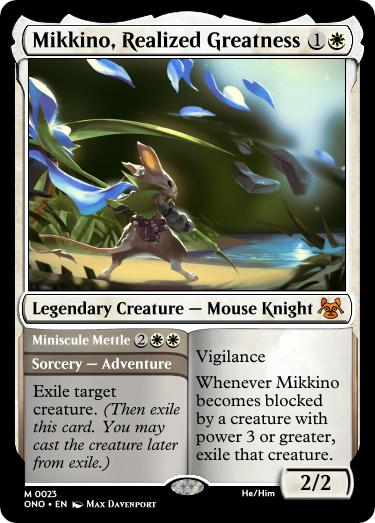 Mikkino, Realized Greatness 1
Legendary Creature — Mouse Knight
Miniscule Mettle 2
Sorcery — Adventure
Exile target
creature. (Then exile
this card. You may
cast the creature later
from exile.)
Vigilance
Whenever Mikkino
becomes blocked
by a creature with
power 3 or greater,
exile that creature.
2/2
M 0023
ONO • EN Max Davenport
He/Him